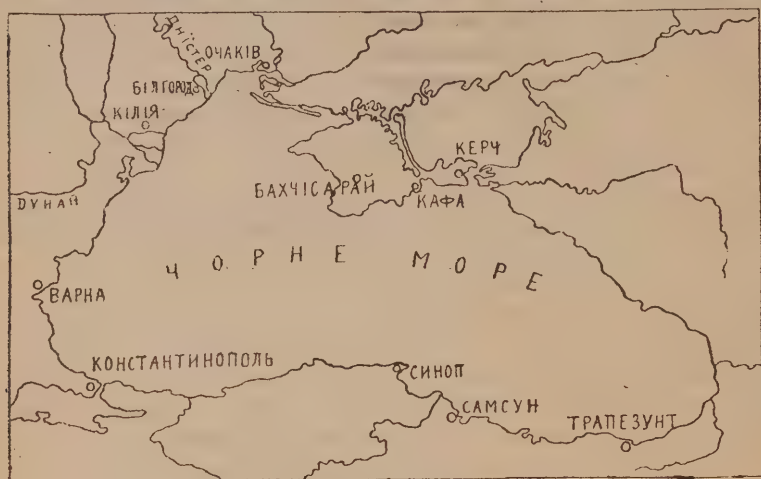 ДНІСТЕР
ОЧАКІВ
БІЛГОРОД
КІЛІЯ
КЕРЧ
БАХЧІСАРАЙ
КАФА
ДУНАЙ
ЧОРНЕ МОРЕ
ВАРНА
КОНСТАНТИНОПОЛЬ
СИНОП
САМСУН
ТРАПЕЗУНТ